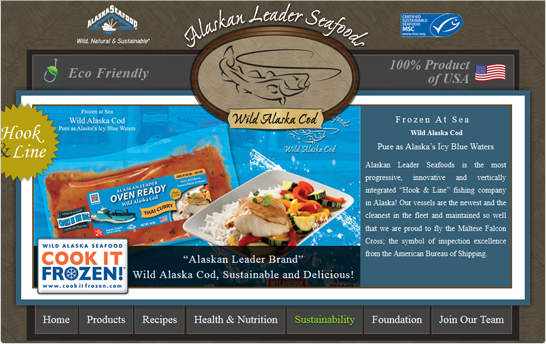 ALASKA SEAFOOD
Wild, Natural & Sustainable
Alaskan Leader Seafoods
CERTIFIED
SUSTAINABLE
SEAFOOD
MSC
www.msc.org
Eco Friendly
100% Product
of USA
Wild Alaska Cod
Hook
& Line
Frozen at Sea
Wild Alaska Cod
Pure as Alaska's Icy Blue Waters
ALASKAN LEADER
OVEN READY
Wild Alaska Cod
THAI CURRY
foods
Wild Alaska Cod
WILD ALASKA SEAFOOD
COOK IT
FROZEN!
www.cookitfrozen.com
"Alaskan Leader Brand"
Wild Alaska Cod, Sustainable and Delicious!
Frozen At Sea
Wild Alaska Cod
Pure as Alaska's Icy Blue Waters
Alaskan Leader Seafoods is the most
progressive, innovative and vertically
integrated "Hook & Line" fishing company
in Alaska! Our vessels are the newest and the
cleanest in the fleet and maintained so well
that we are proud to fly the Maltese Falcon
Cross; the symbol of inspection excellence
from the American Bureau of Shipping.
Home Products Recipes Health & Nutrition Sustainability Foundation Join Our Team